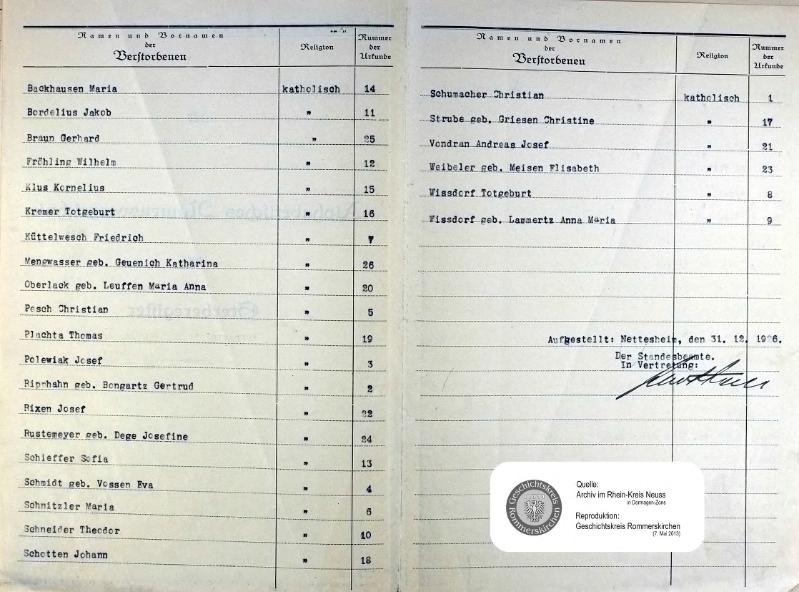 Namen und Vornamen
der
Verstorbenen
Religion
Nummer
der
Urkunde
Backhausen Maria katholisch 14
Bordelius Jakob " 11
Braun Gerhard " 25
Fröhling Wilhelm " 12
Klus Kornelius " 15
Kremer Totgeburt " 16
Küttelwesch Friedrich " 7
Mengwasser geb. Geuenich Katharina " 26
Oberlack geb. Leuffen Maria Anna " 20
Pesch Christian " 5
Plachta Thomas " 19
Polewiak Josef " 3
Riprhahn geb. Bongartz Gertrud " 2
Rixen Josef " 22
Rustemeyer geb. Dege Josefine " 24
Schieffer Sofia " 13
Schmidt geb. Vossen Eva " 4
Schnitzler Maria " 6
Schneider Theodor " 10
Schotten Johann " 18
Namen und Vornamen
der
Verstorbenen
Religion
Nummer
der
Urkunde
Schumacher Christian katholisch 1
Strube geb. Griesen Christine " 17
Vondran Andreas Josef " 21
Weibeler geb. Meisen Elisabeth " 23
Wissdorf Totgeburt " 8
Wissdorf geb. Lammertz Anna Maria " 9
Aufgestellt: Nettesheim, den 31. 12. 1926.
Der Standesbeamte.
In Vertretung:
Geschichtskreis
Rommerskirchen
Quelle:
Archiv im Rhein-Kreis Neuss
in Dormagen-Zons
Reproduktion:
Geschichtskreis Rommerskirchen
(7. Mai 2013)